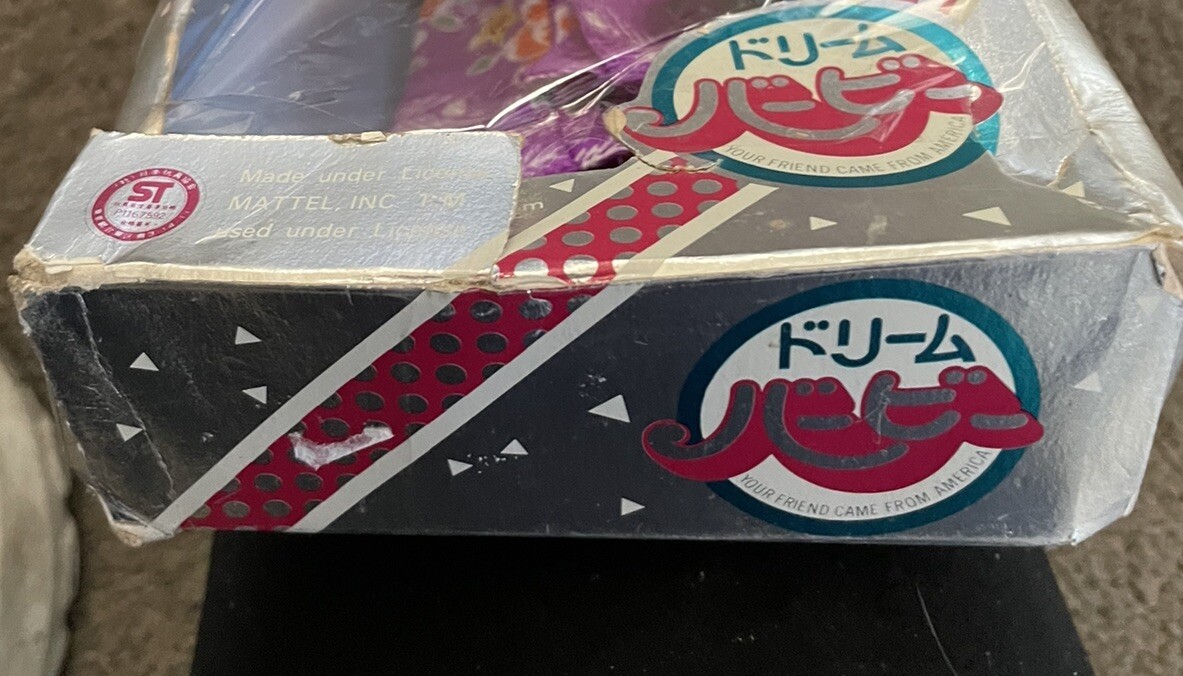 ドリーム
バービー
YOUR FRIEND CAME FROM AMERICA
ST
Made under
MATTEL, INC. T.M.
used under License
ドリーム
バービー
YOUR FRIEND CAME FROM AMERICA